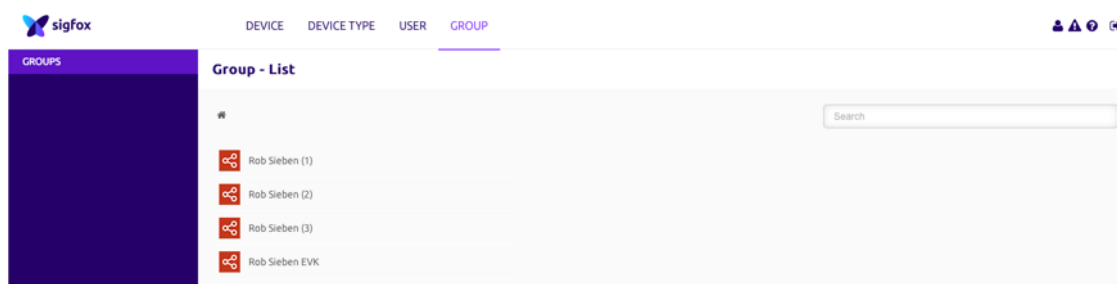 sigfox DEVICE DEVICE TYPE USER GROUP
GROUPS
Group - List
Search
Rob Sieben (1)
Rob Sieben (2)
Rob Sieben (3)
Rob Sieben EVK